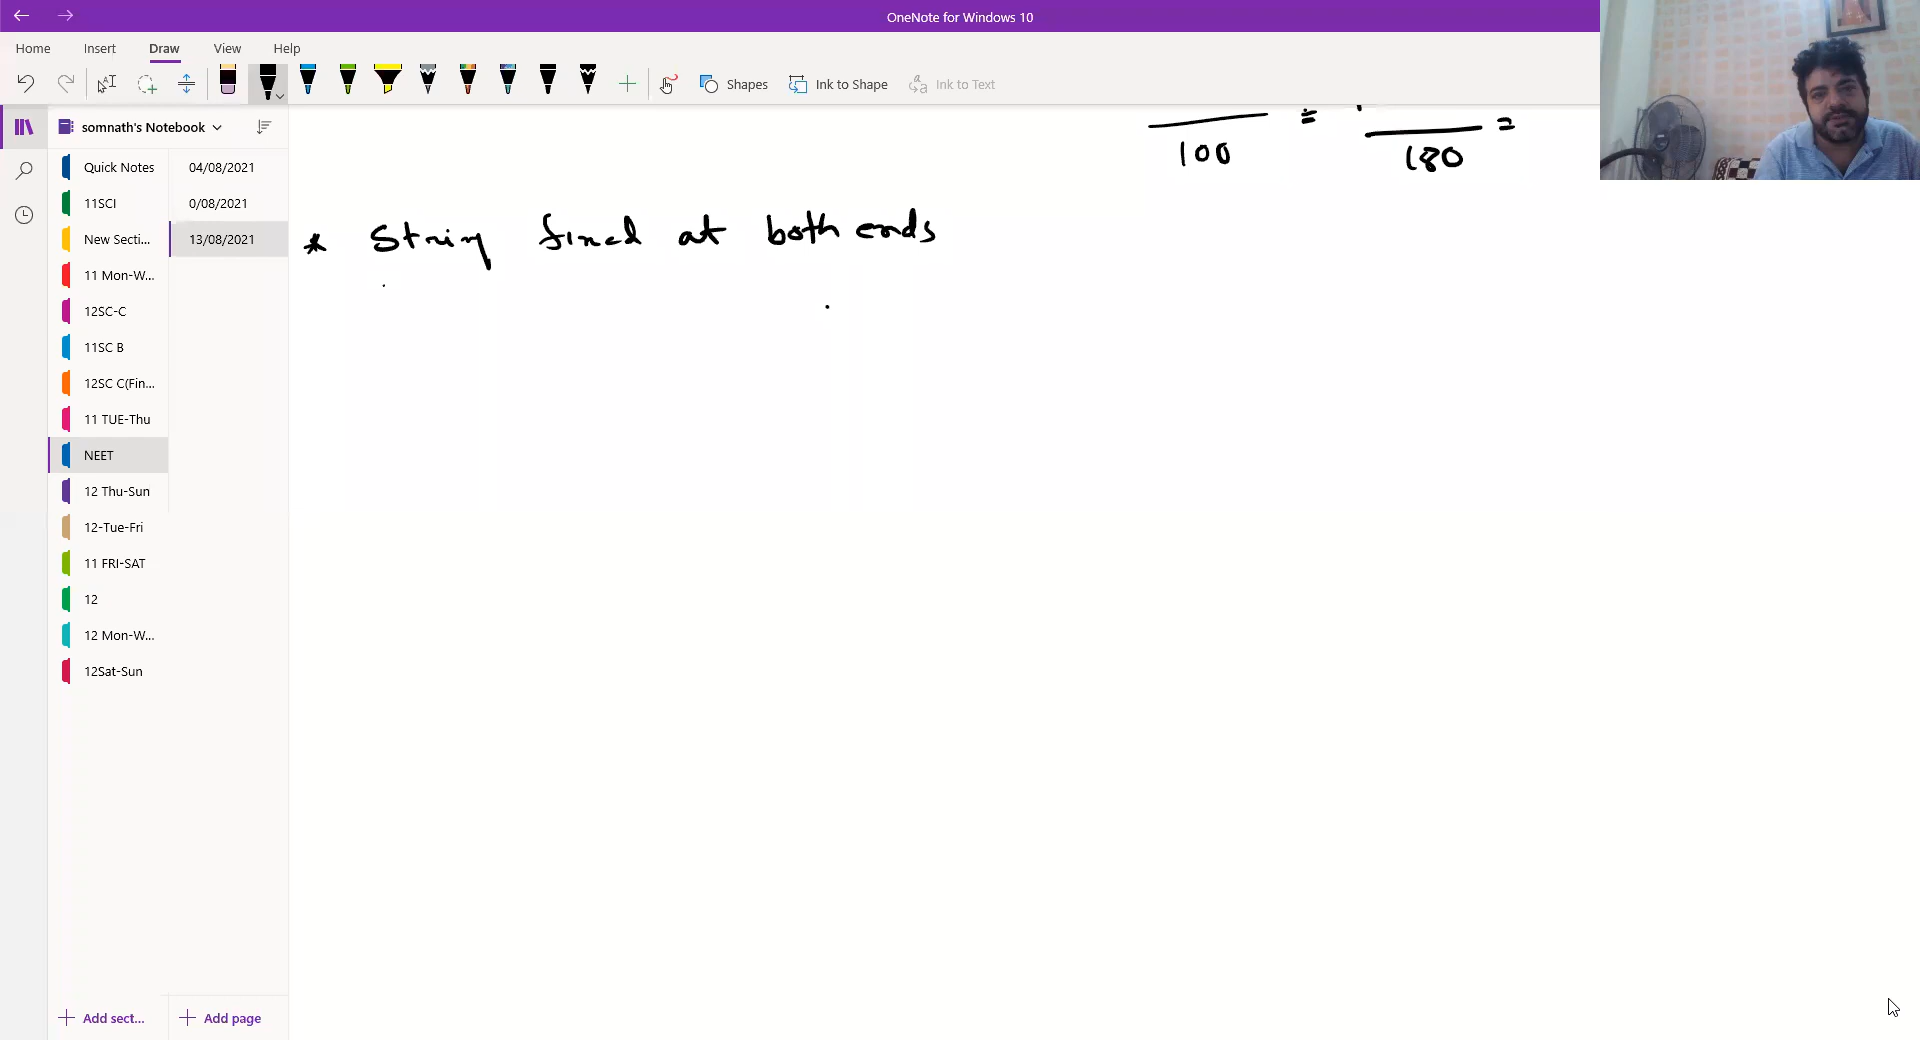 OneNote for Windows 10
Home Insert Draw View Help
Shapes Ink to Shape Ink to Text
somnath's Notebook
Quick Notes
11SCI
New Secti...
11 Mon-W...
12SC-C
11SC B
12SC C(Fin...
11 TUE-Thu
NEET
12 Thu-Sun
12-Tue-Fri
11 FRI-SAT
12
12 Mon-W...
12Sat-Sun
Add sect...
04/08/2021
0/08/2021
13/08/2021
Add page
= =
100 180
* String fixed at both ends